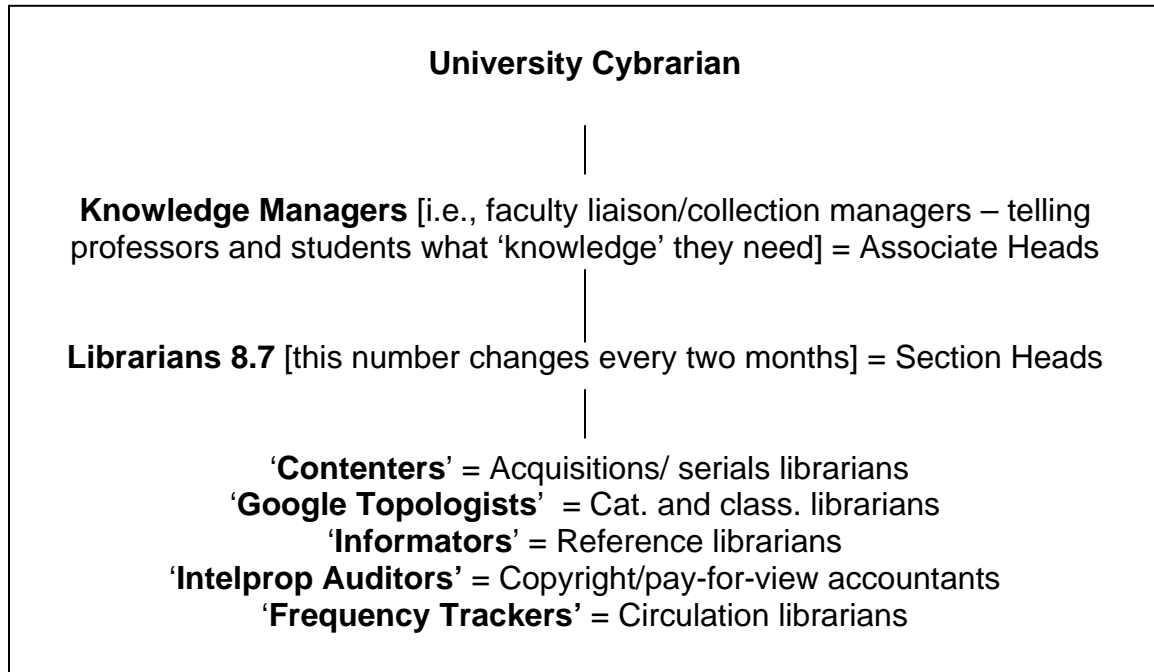 University Cybrarian
Knowledge Managers [i.e., faculty liaison/collection managers – telling
professors and students what ‘knowledge’ they need] = Associate Heads
Librarians 8.7 [this number changes every two months] = Section Heads
‘Contenters’ = Acquisitions/ serials librarians
‘Google Topologists’  = Cat. and class. librarians
‘Informators’ = Reference librarians
‘Intelprop Auditors’ = Copyright/pay-for-view accountants
‘Frequency Trackers’ = Circulation librarians